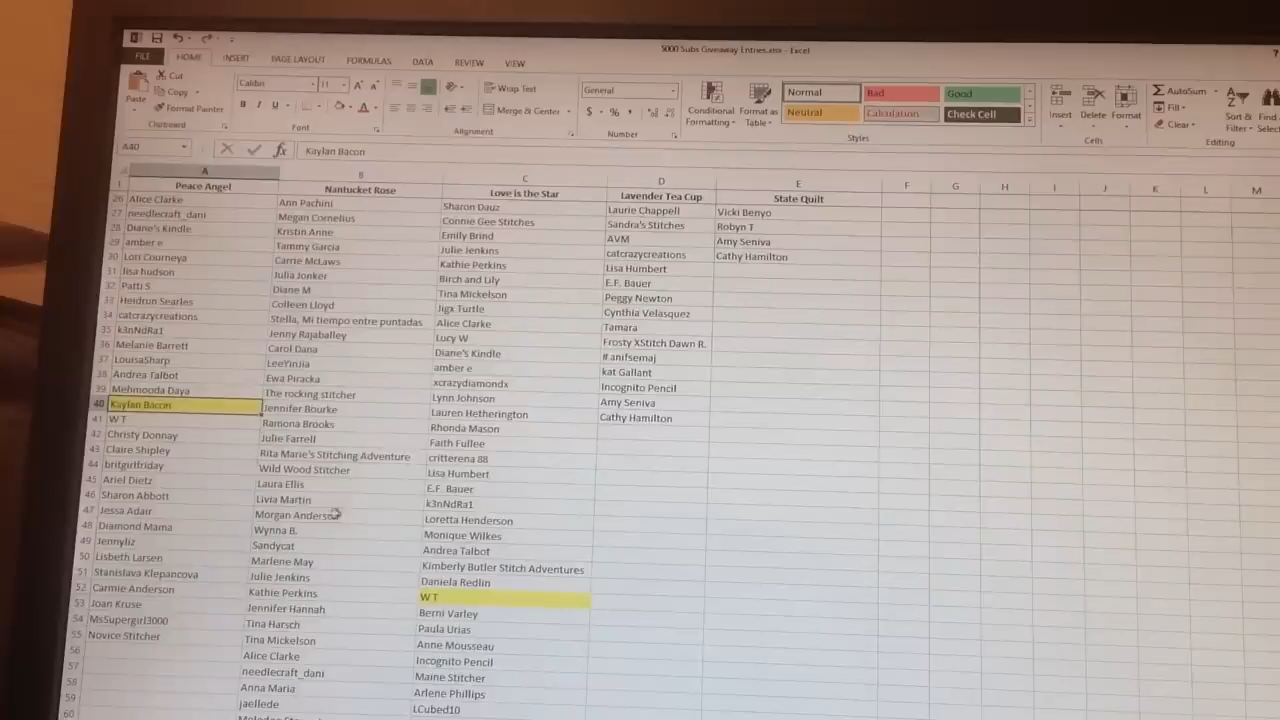 5000 Subs Giveaway Entries.xlsx - Excel
?
FILE HOME INSERT PAGE LAYOUT FORMULAS DATA REVIEW VIEW
Cut
Copy
Format Painter
Paste
Clipboard
Calibri 11
B I U
Font
Wrap Text
Merge & Center
Alignment
General
$ % ,
Number
Conditional Formatting
Format as Table
Normal Bad Good
Neutral Calculation Check Cell
Styles
Insert Delete Format
Cells
AutoSum
Fill
Clear
Sort & Filter
Find
Select
Editing
A40 fx Kaylan Bacon
A B C D E F G H I J K L M
1 Peace Angel Nantucket Rose Love is the Star Lavender Tea Cup State Quilt
26 Alice Clarke Ann Pachini Sharon Dauz Laurie Chappell Vicki Benyo
27 needlecraft_dani Megan Cornelius Connie Gee Stitches Sandra's Stitches Robyn T
28 Diane's Kindle Kristin Anne Emily Brind AVM Amy Seniva
29 amber e Tammy Garcia Julie Jenkins catcrazycreations Cathy Hamilton
30 Lori Courneya Carrie McLaws Kathie Perkins Lisa Humbert
31 lisa hudson Julia Jonker Birch and Lily E.F. Bauer
32 Patti S Diane M Tina Mickelson Peggy Newton
33 Heidrun Searles Colleen Lloyd Jigx Turtle Cynthia Velasquez
34 catcrazycreations Stella, Mi tiempo entre puntadas Alice Clarke Tamara
35 k3nNdRa1 Jenny Rajaballey Lucy W Frosty XStitch Dawn R.
36 Melanie Barrett Carol Dana Diane's Kindle #anifsemaj
37 LouisaSharp LeeYinJia amber e kat Gallant
38 Andrea Talbot Ewa Piracka xcrazydiamondx Incognito Pencil
39 Mehmooda Daya The rocking stitcher Lynn Johnson Amy Seniva
40 Kaylan Bacon Jennifer Bourke Lauren Hetherington Cathy Hamilton
41 W T Ramona Brooks Rhonda Mason
42 Christy Donnay Julie Farrell Faith Fullee
43 Claire Shipley Rita Marie's Stitching Adventure critterena 88
44 britgirlfriday Wild Wood Stitcher Lisa Humbert
45 Ariel Dietz Laura Ellis E.F. Bauer
46 Sharon Abbott Livia Martin k3nNdRa1
47 Jessa Adair Morgan Anderson Loretta Henderson
48 Diamond Mama Wynna B. Monique Wilkes
49 Jennyliz Sandycat Andrea Talbot
50 Lisbeth Larsen Marlene May Kimberly Butler Stitch Adventures
51 Stanislava Klepancova Julie Jenkins Daniela Redlin
52 Carmie Anderson Kathie Perkins W T
53 Joan Kruse Jennifer Hannah Berni Varley
54 MsSupergirl3000 Tina Harsch Paula Urias
55 Novice Stitcher Tina Mickelson Anne Mousseau
56 Alice Clarke Incognito Pencil
57 needlecraft_dani Maine Stitcher
58 Anna Maria Arlene Phillips
59 jaellede LCubed10
60